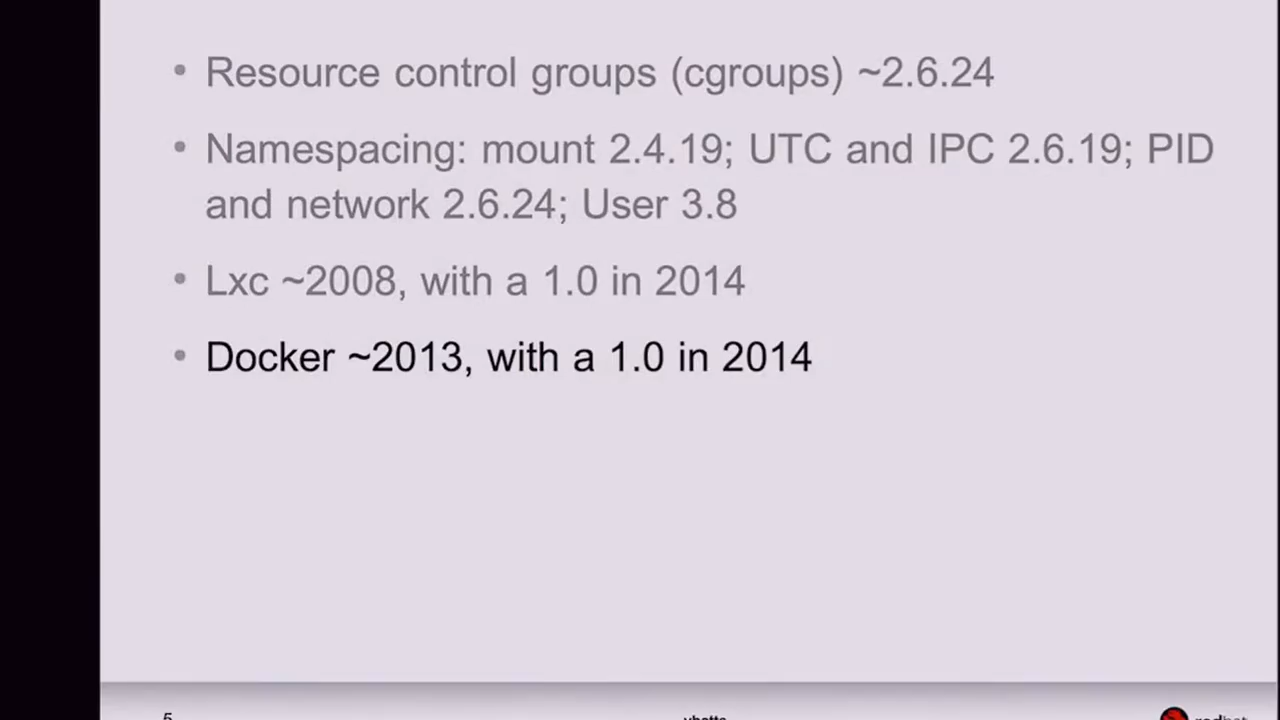 • Resource control groups (cgroups) ~2.6.24
• Namespacing: mount 2.4.19; UTC and IPC 2.6.19; PID
and network 2.6.24; User 3.8
• Lxc ~2008, with a 1.0 in 2014
• Docker ~2013, with a 1.0 in 2014
5
redhat